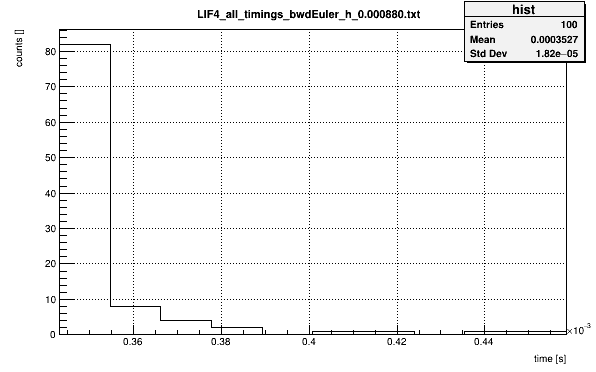 LIF4_all_timings_bwdEuler_h_0.000880.txt
hist
Entries 100
Mean 0.0003527
Std Dev 1.82e−05
counts []
80
70
60
50
40
30
20
10
0
0.36 0.38 0.4 0.42 0.44
×10⁻³
time [s]